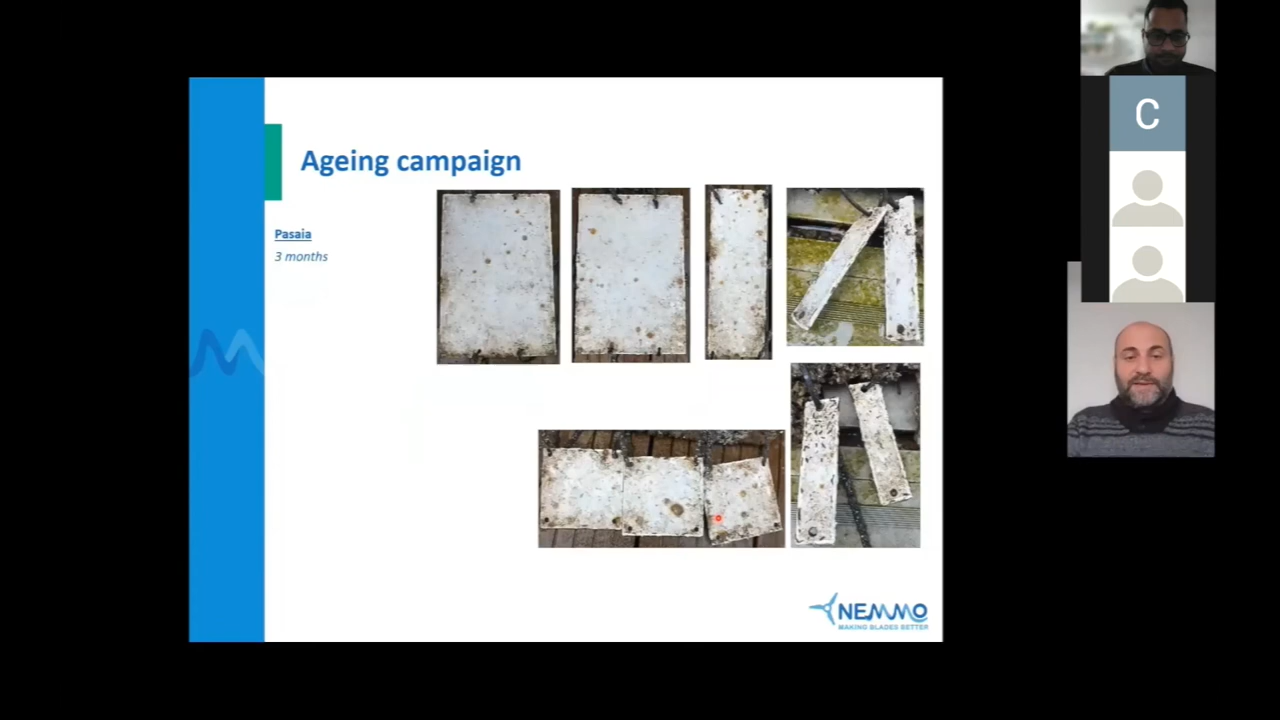 Ageing campaign
Pasaia
3 months
NEMMO
MAKING BLADES BETTER
C